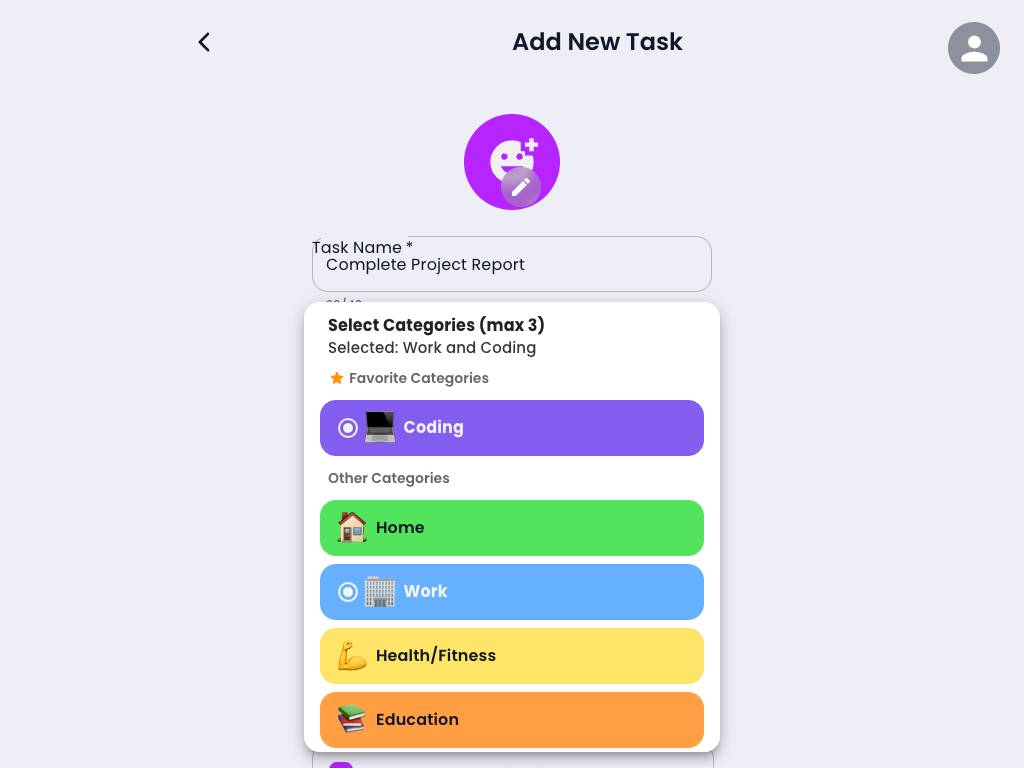 Add New Task
Task Name *
Complete Project Report
Select Categories (max 3)
Selected: Work and Coding
Favorite Categories
Coding
Other Categories
Home
Work
Health/Fitness
Education